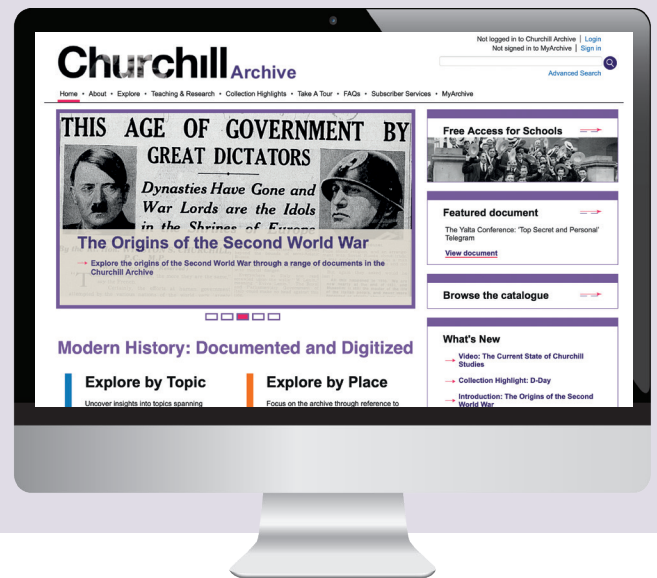 Not logged in to Churchill Archive | Login
Not signed in to MyArchive | Sign in
Churchill Archive
Advanced Search
Home • About • Explore • Teaching & Research • Collection Highlights • Take A Tour • FAQs • Subscriber Services • MyArchive
THIS AGE OF GOVERNMENT BY
GREAT DICTATORS
Dynasties Have Gone and
War Lords are the Idols
in the Shrines of Europe
The Origins of the Second World War
Explore the origins of the Second World War through a range of documents in the
Churchill Archive
Modern History: Documented and Digitized
Explore by Topic
Uncover insights into topics spanning
Explore by Place
Focus on the archive through reference to
Free Access for Schools
Featured document
The Yalta Conference: 'Top Secret and Personal'
Telegram
View document
Browse the catalogue
What's New
Video: The Current State of Churchill
Studies
Collection Highlight: D-Day
Introduction: The Origins of the Second
World War